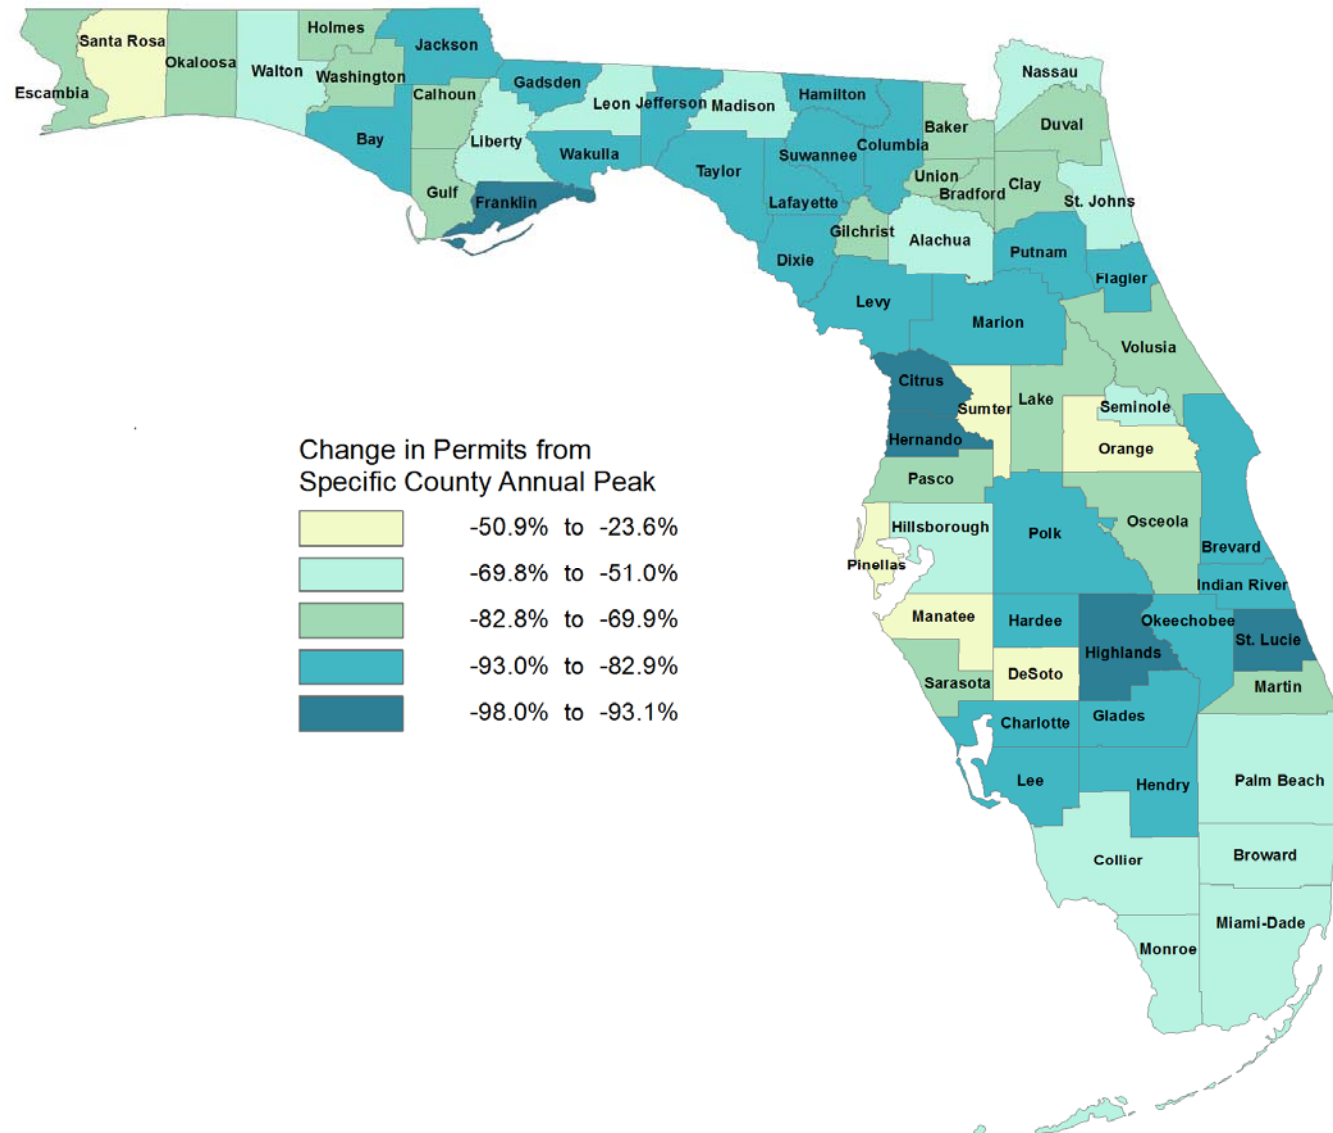 Holmes
Santa Rosa
Jackson
Okaloosa
Walton
Washington
Escambia
Calhoun
Gadsden
Leon
Jefferson
Madison
Hamilton
Nassau
Bay
Liberty
Wakulla
Baker
Duval
Columbia
Suwannee
Taylor
Union
Clay
Gulf
Franklin
Lafayette
Bradford
St. Johns
Gilchrist
Alachua
Dixie
Putnam
Flagler
Levy
Marion
Volusia
Citrus
Sumter
Lake
Seminole
Hernando
Orange
Change in Permits from
Specific County Annual Peak
-50.9% to -23.6%
-69.8% to -51.0%
-82.8% to -69.9%
-93.0% to -82.9%
-98.0% to -93.1%
Pasco
Hillsborough
Polk
Osceola
Brevard
Pinellas
Indian River
Manatee
Hardee
Okeechobee
St. Lucie
Highlands
DeSoto
Sarasota
Martin
Charlotte
Glades
Lee
Hendry
Palm Beach
Collier
Broward
Miami-Dade
Monroe